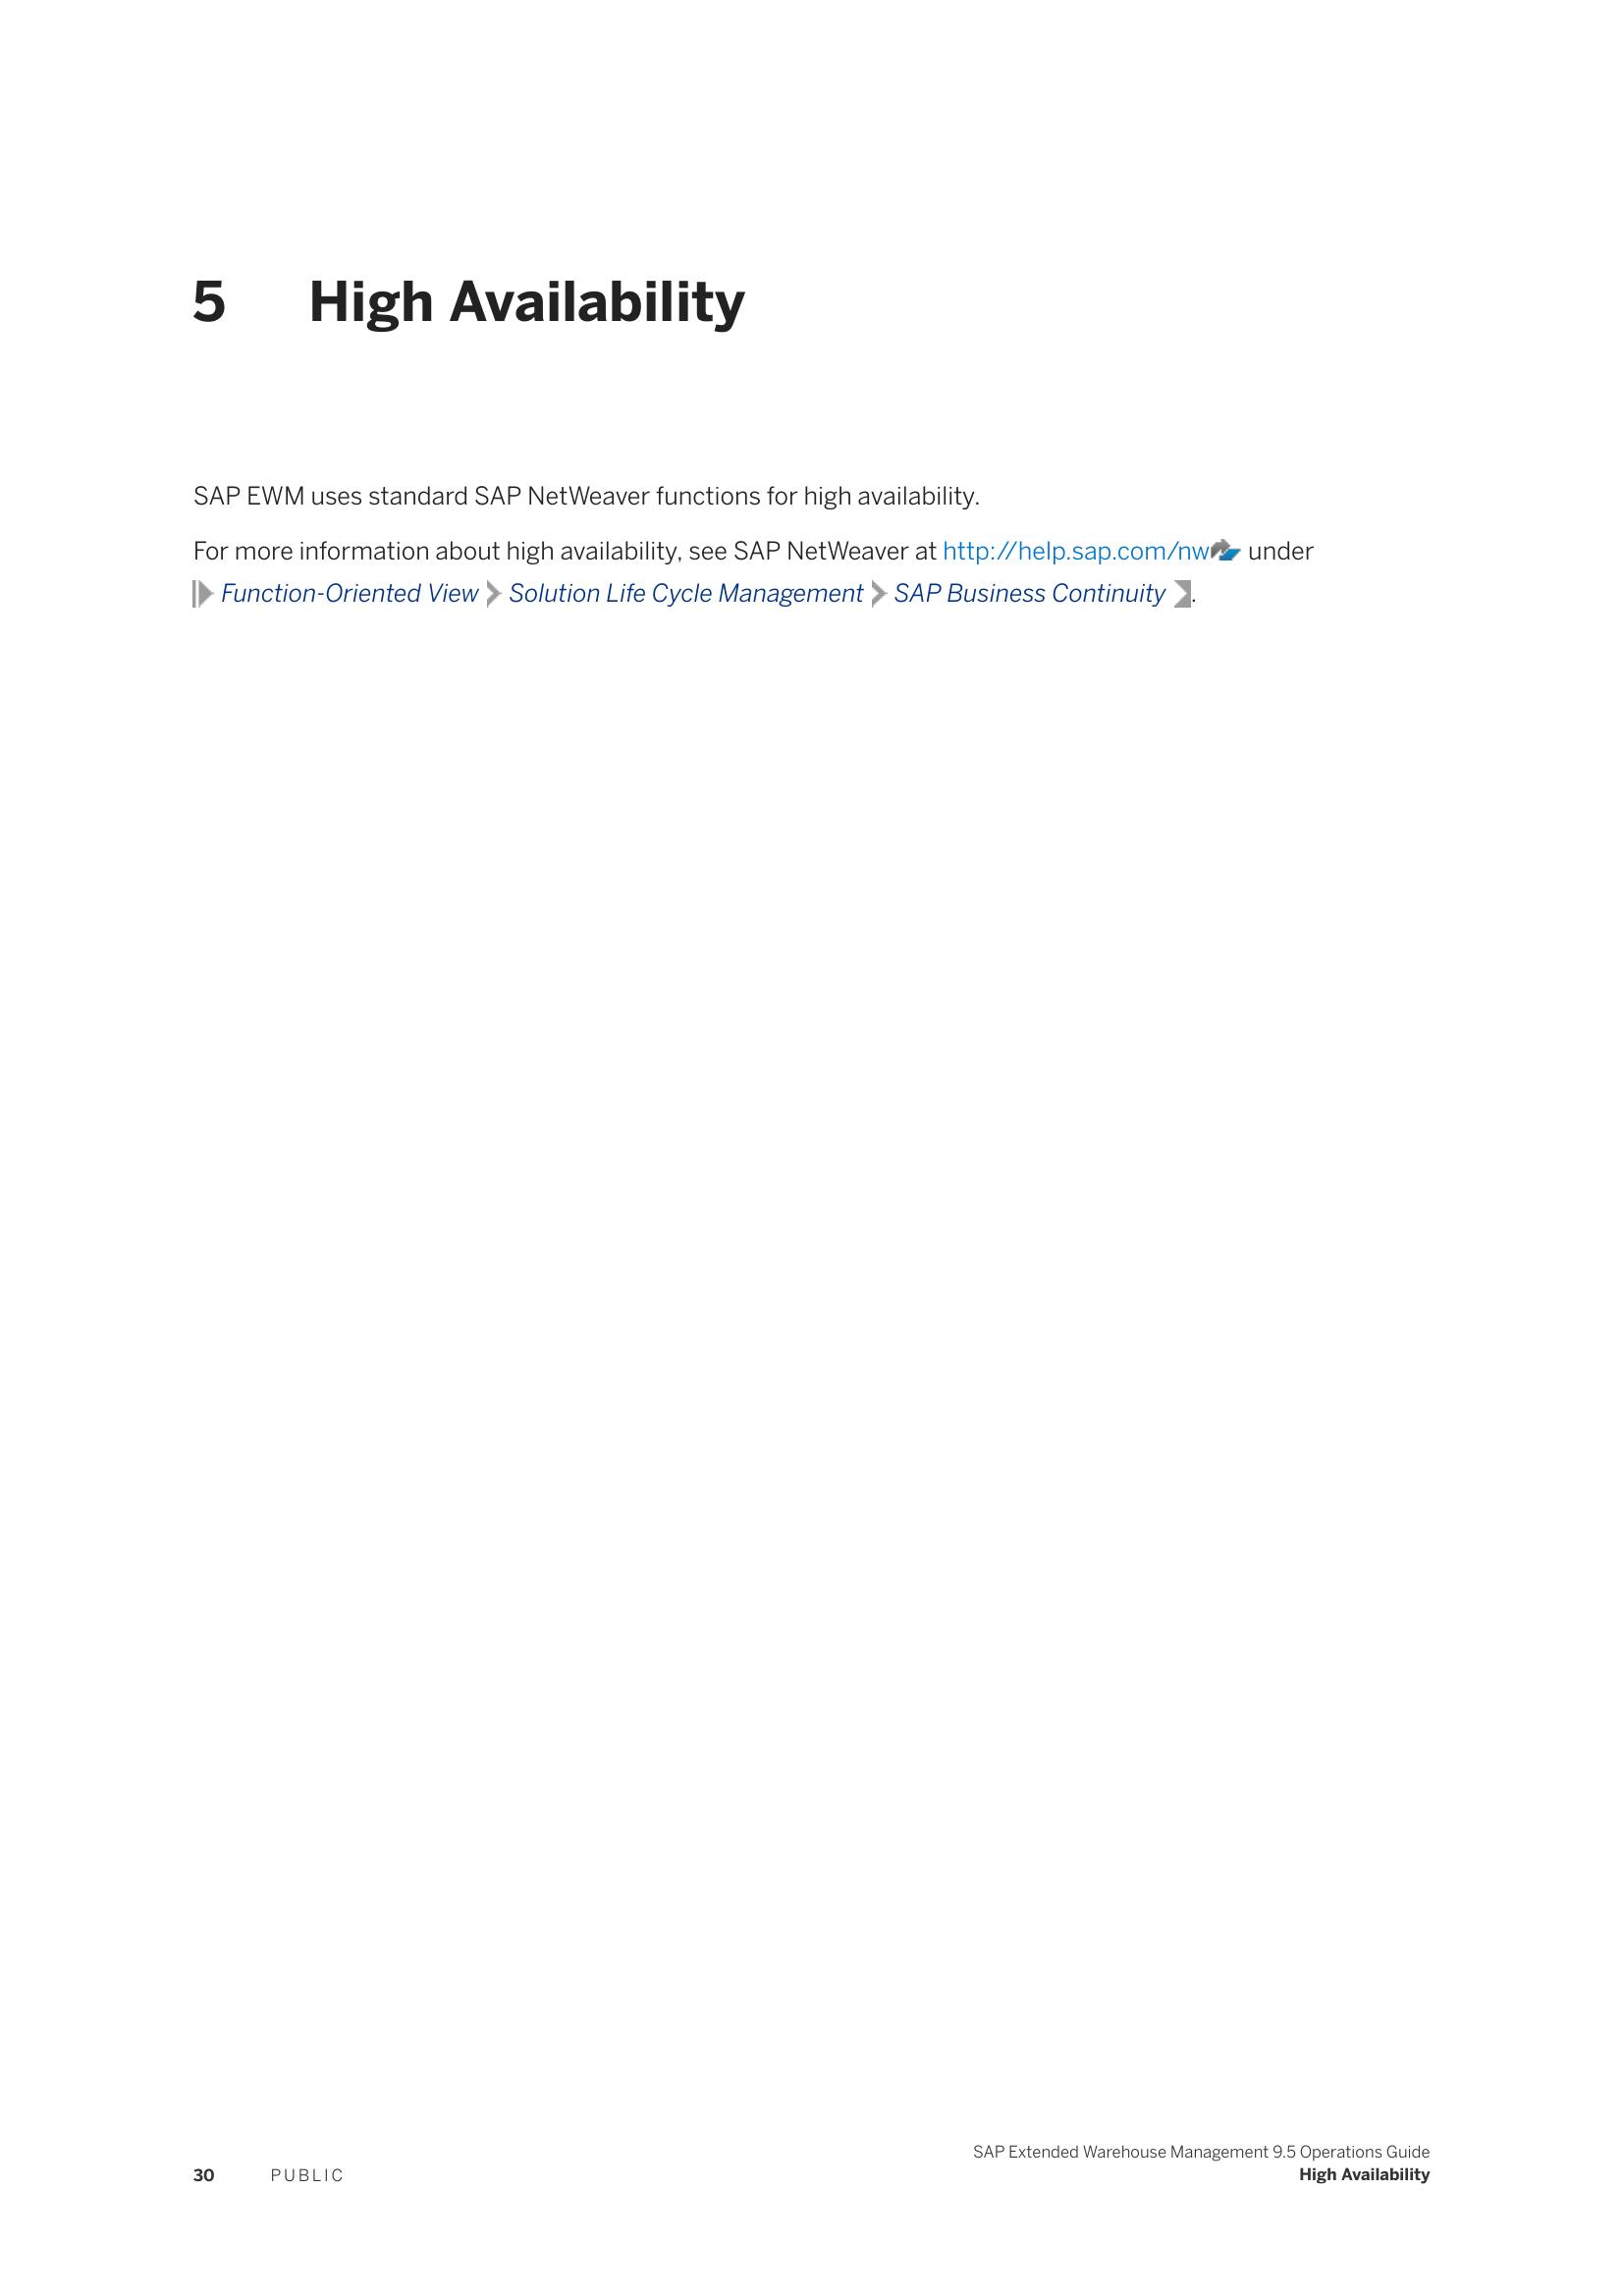 5 High Availability
SAP EWM uses standard SAP NetWeaver functions for high availability.
For more information about high availability, see SAP NetWeaver at http://help.sap.com/nw under
Function-Oriented View Solution Life Cycle Management SAP Business Continuity .
SAP Extended Warehouse Management 9.5 Operations Guide
30 PUBLIC High Availability